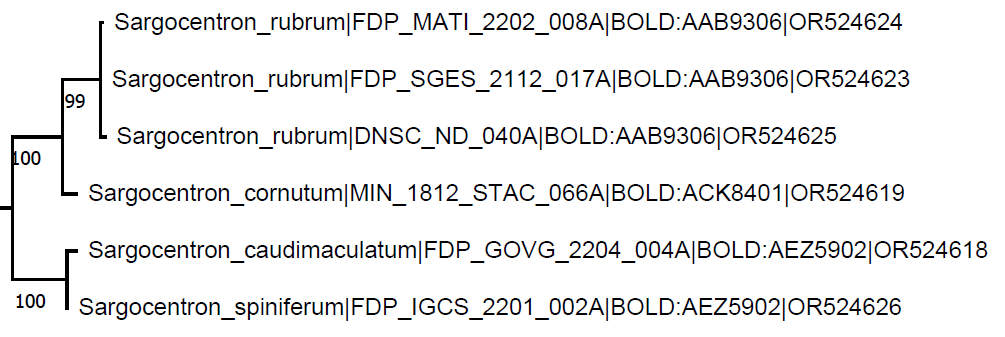 Sargocentron_rubrum|FDP_MATI_2202_008A|BOLD:AAB9306|OR524624
Sargocentron_rubrum|FDP_SGES_2112_017A|BOLD:AAB9306|OR524623
99
Sargocentron_rubrum|DNSC_ND_040A|BOLD:AAB9306|OR524625
100
Sargocentron_cornutum|MIN_1812_STAC_066A|BOLD:ACK8401|OR524619
Sargocentron_caudimaculatum|FDP_GOVG_2204_004A|BOLD:AEZ5902|OR524618
100
Sargocentron_spiniferum|FDP_IGCS_2201_002A|BOLD:AEZ5902|OR524626